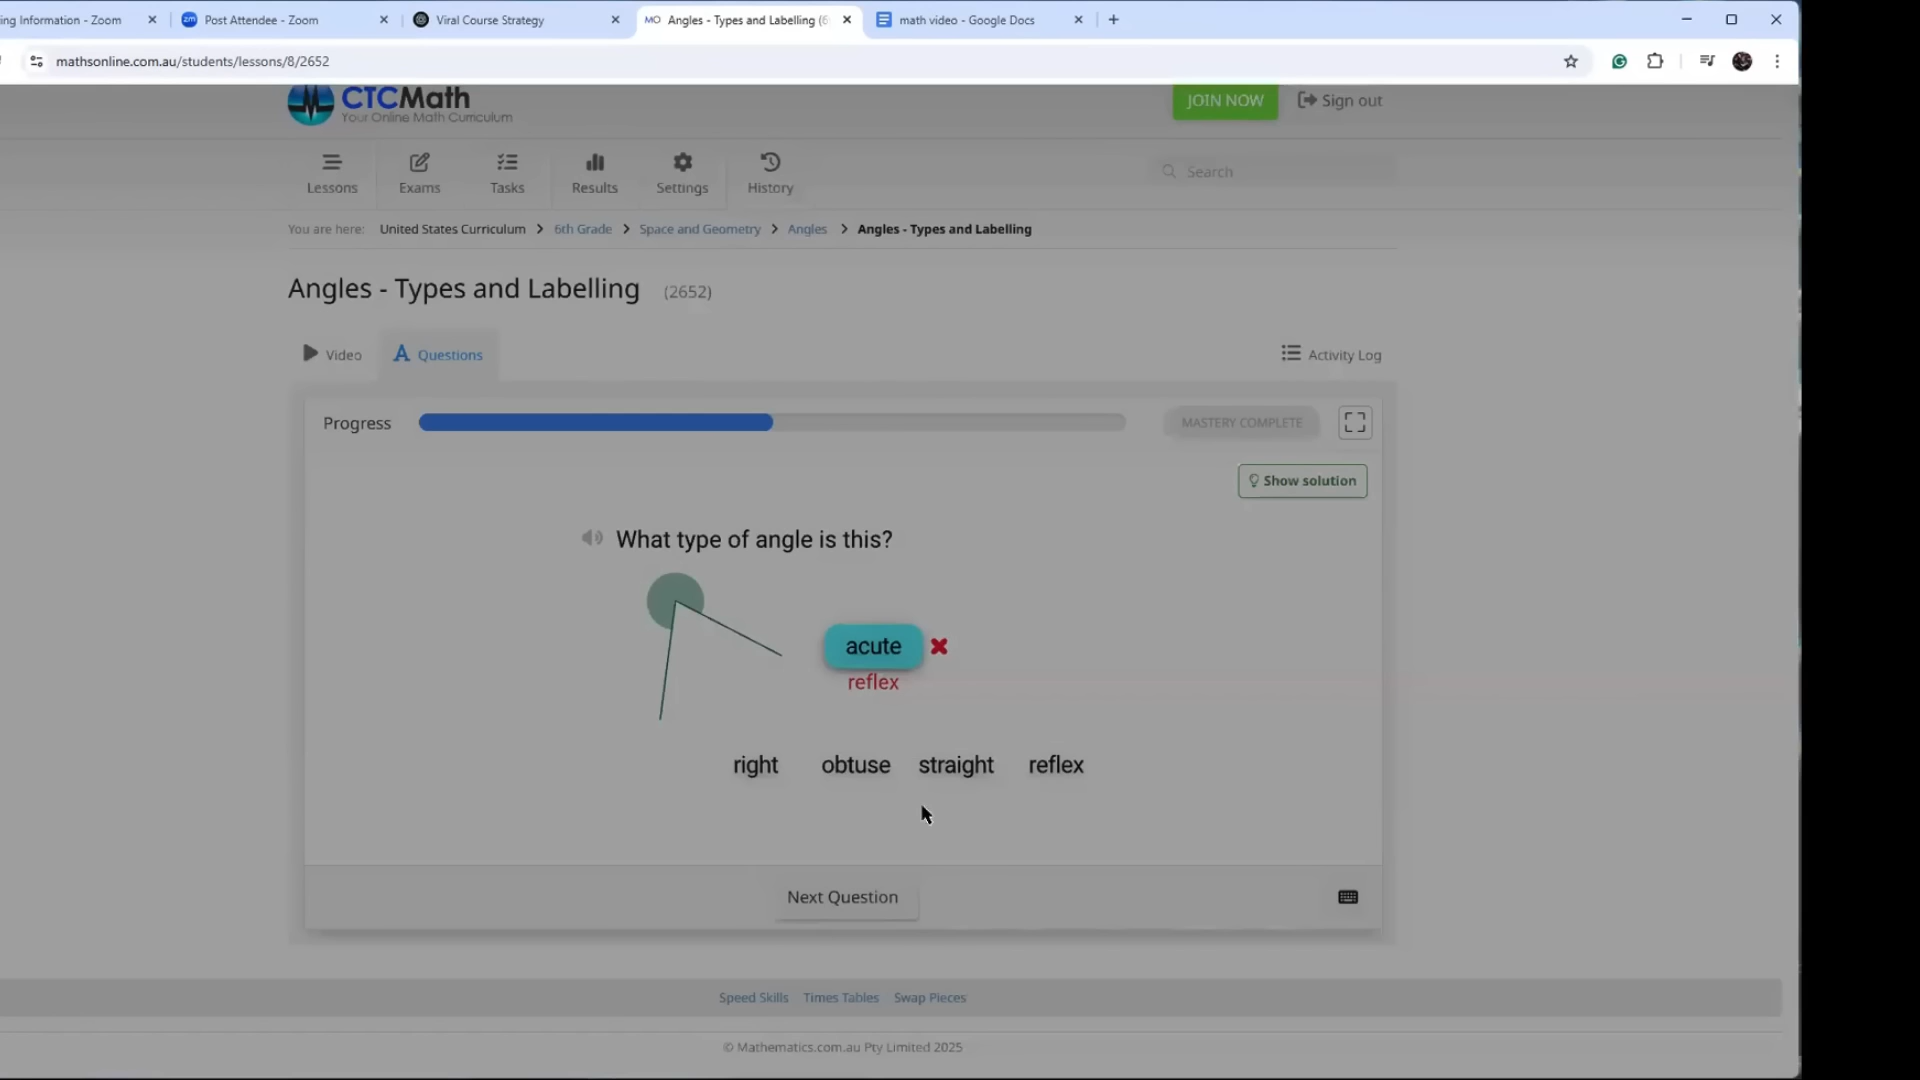 ing Information - Zoom
zm Post Attendee - Zoom
Viral Course Strategy
MO Angles - Types and Labelling (6
math video - Google Docs
mathsonline.com.au/students/lessons/8/2652
CTCMath
Your Online Math Curriculum
JOIN NOW
Sign out
Lessons
Exams
Tasks
Results
Settings
History
Search
You are here: United States Curriculum > 6th Grade > Space and Geometry > Angles > Angles - Types and Labelling
Angles - Types and Labelling (2652)
Video
A Questions
Activity Log
Progress
MASTERY COMPLETE
Show solution
What type of angle is this?
acute
reflex
right obtuse straight reflex
Next Question
Speed Skills Times Tables Swap Pieces
© Mathematics.com.au Pty Limited 2025